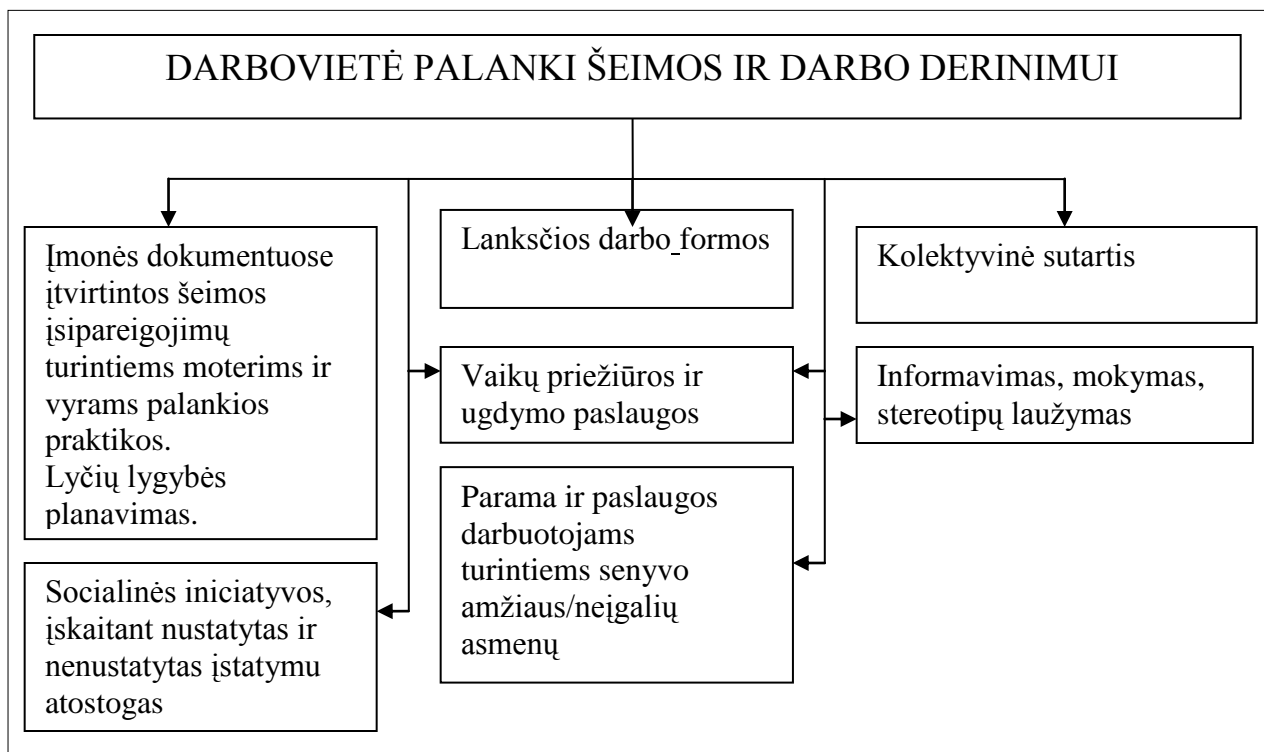 DARBOVIETĖ PALANKI ŠEIMOS IR DARBO DERINIMUI
Įmonės dokumentuose
įtvirtintos šeimos
įsipareigojimų
turintiems moterims ir
vyrams palankios
praktikos.
Lyčių lygybės
planavimas.
Lanksčios darbo formos
Kolektyvinė sutartis
Vaikų priežiūros ir
ugdymo paslaugos
Informavimas, mokymas,
stereotipų laužymas
Parama ir paslaugos
darbuotojams
turintiems senyvo
amžiaus/neįgalių
asmenų
Socialinės iniciatyvos,
įskaitant nustatytas ir
nenustatytas įstatymu
atostogas